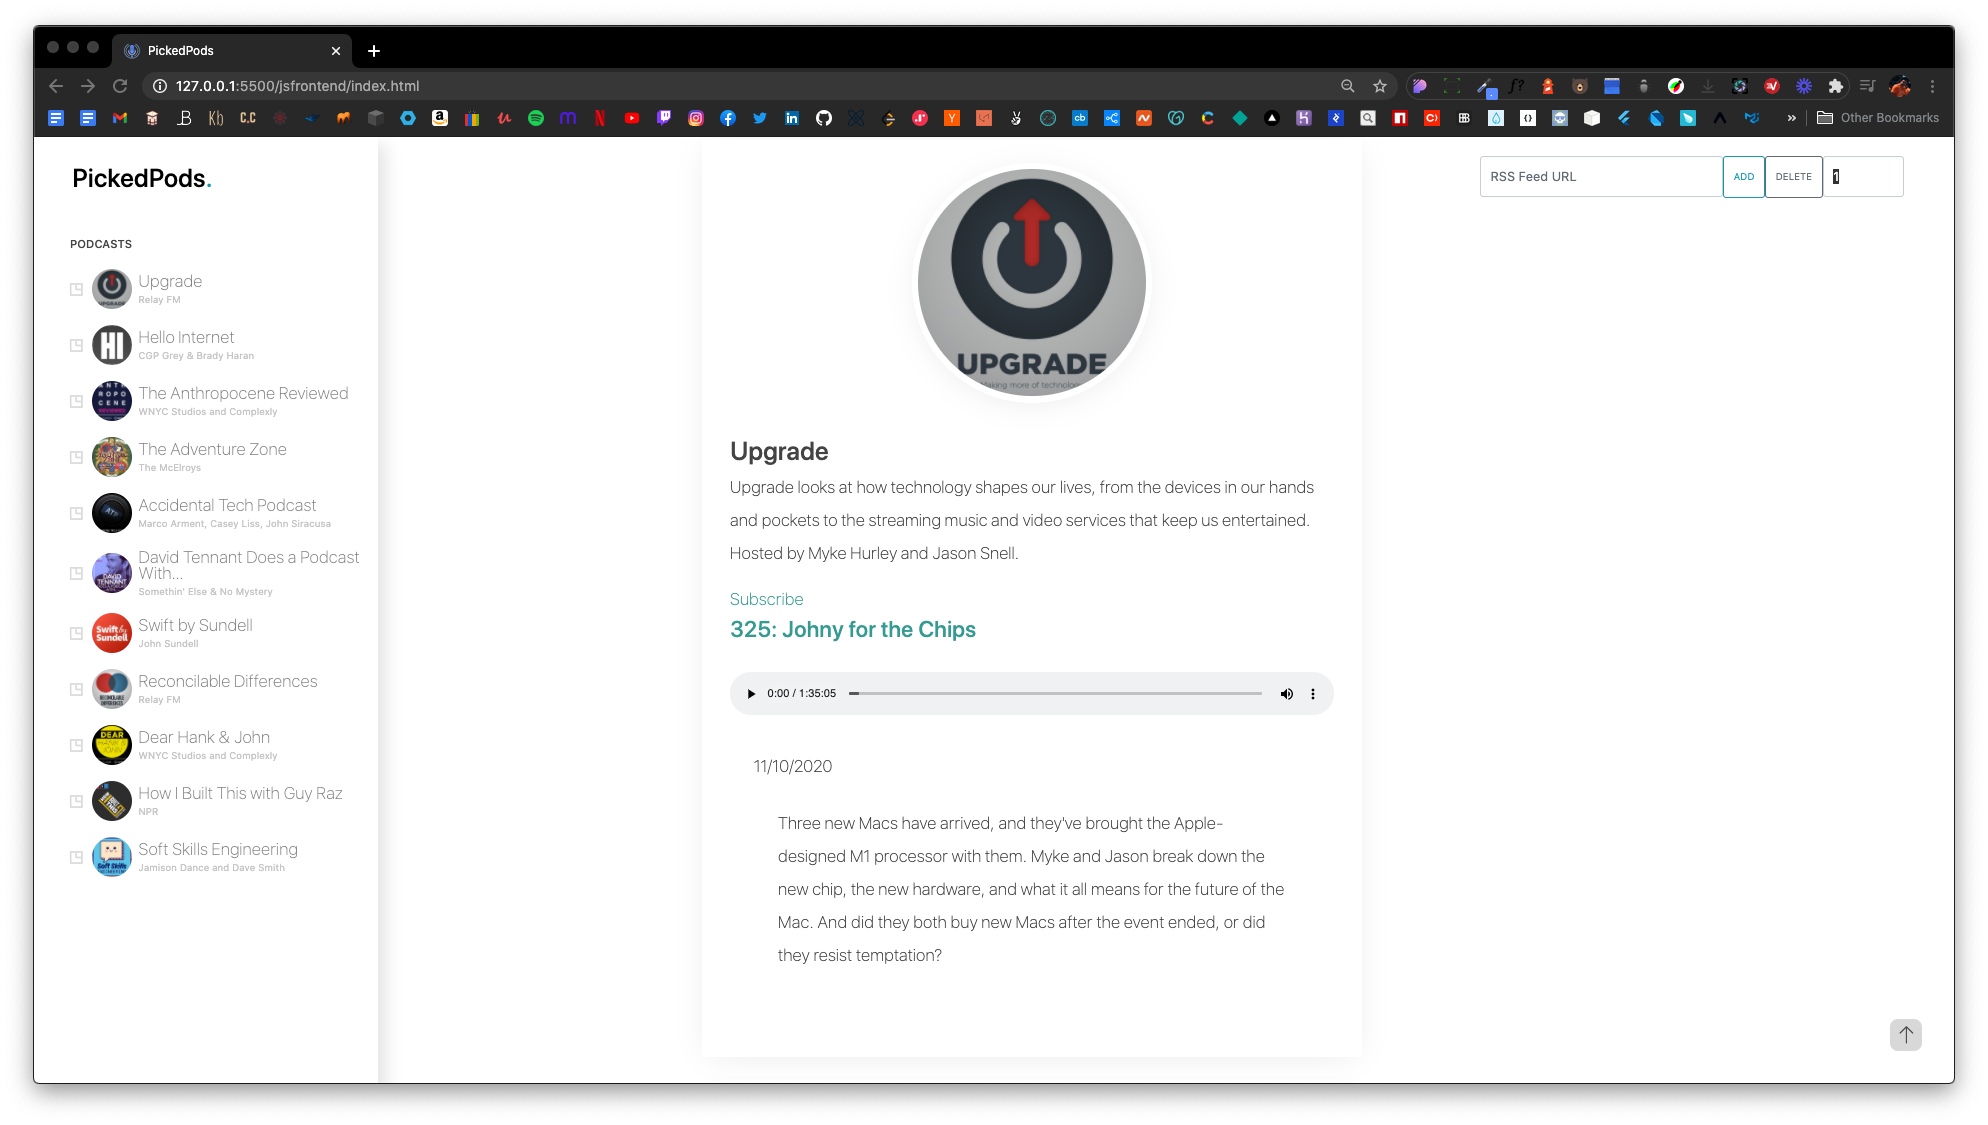 PickedPods
127.0.0.1:5500/jsfrontend/index.html
Other Bookmarks
PickedPods.
RSS Feed URL
ADD
DELETE
1
PODCASTS
Upgrade
Relay FM
Hello Internet
CGP Grey & Brady Haran
The Anthropocene Reviewed
WNYC Studios and Complexly
The Adventure Zone
The McElroys
Accidental Tech Podcast
Marco Arment, Casey Liss, John Siracusa
David Tennant Does a Podcast
With...
Somethin' Else & No Mystery
Swift by Sundell
John Sundell
Reconcilable Differences
Relay FM
Dear Hank & John
WNYC Studios and Complexly
How I Built This with Guy Raz
NPR
Soft Skills Engineering
Jamison Dance and Dave Smith
UPGRADE
Making more of technology
Upgrade
Upgrade looks at how technology shapes our lives, from the devices in our hands
and pockets to the streaming music and video services that keep us entertained.
Hosted by Myke Hurley and Jason Snell.
Subscribe
325: Johny for the Chips
0:00 / 1:35:05
11/10/2020
Three new Macs have arrived, and they've brought the Apple-
designed M1 processor with them. Myke and Jason break down the
new chip, the new hardware, and what it all means for the future of the
Mac. And did they both buy new Macs after the event ended, or did
they resist temptation?